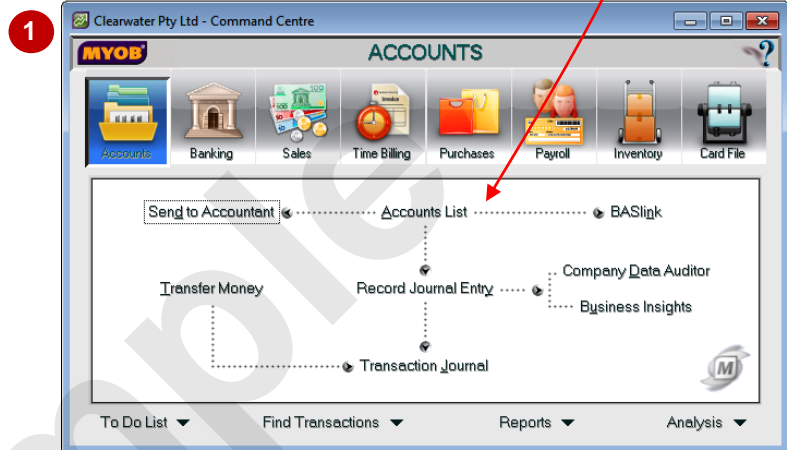 1
Clearwater Pty Ltd - Command Centre
MYOB
ACCOUNTS
Accounts Banking Sales Time Billing Purchases Payroll Inventory Card File
Send to Accountant Accounts List BASlink
Transfer Money Record Journal Entry Company Data Auditor
Business Insights
Transaction Journal
To Do List Find Transactions Reports Analysis